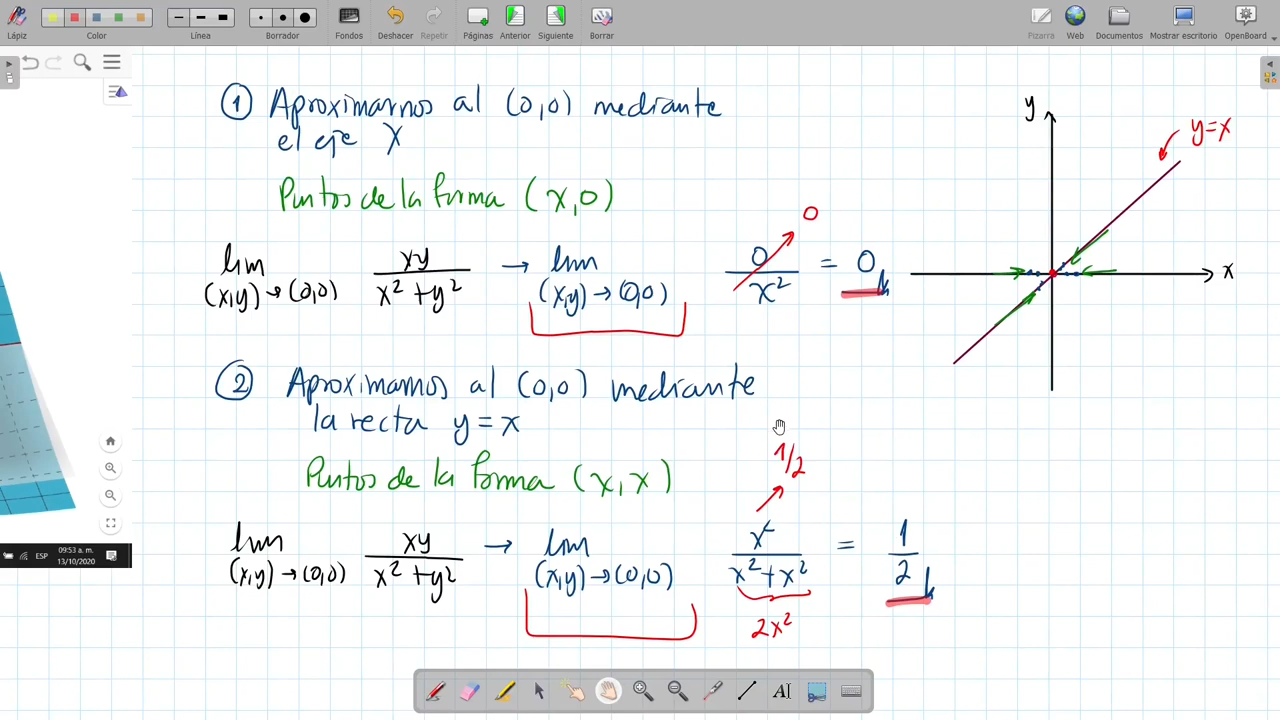 Lápiz Color Línea Borrador Fondos Deshacer Repetir Páginas Anterior Siguiente Borrar Pizarra Web Documentos Mostrar escritorio OpenBoard
① Aproximarnos al (0,0) mediante
el eje X
Puntos de la forma (x,0)
lim (x,y)→(0,0) xy / x² + y² → lim (x,y)→(0,0) 0 / x² = 0
0
y
y=x
x
② Aproximarnos al (0,0) mediante
la recta y = x
Puntos de la forma (x,x)
1/2
lim (x,y)→(0,0) xy / x² + y² → lim (x,y)→(0,0) x² / x² + x² = 1/2
2x²
ESP
09:53 a. m.
13/10/2020
AI